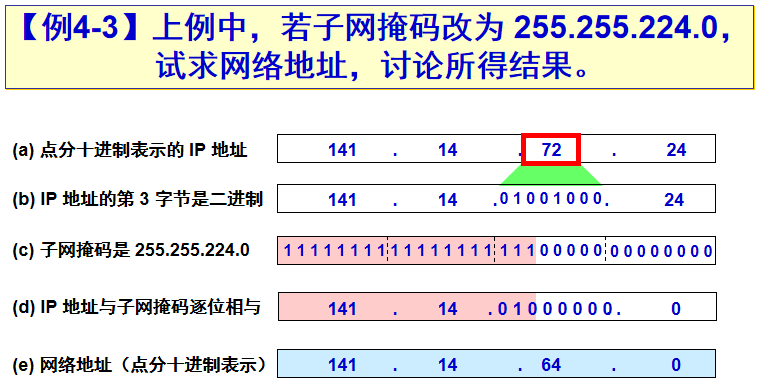 【例4-3】上例中，若子网掩码改为 255.255.224.0，
试求网络地址，讨论所得结果。
(a) 点分十进制表示的 IP 地址 141 . 14 . 72 . 24
(b) IP 地址的第 3 字节是二进制 141 . 14 .01001000. 24
(c) 子网掩码是 255.255.224.0 11111111 11111111 11100000 00000000
(d) IP 地址与子网掩码逐位相与 141 . 14 .01000000. 0
(e) 网络地址（点分十进制表示） 141 . 14 . 64 . 0